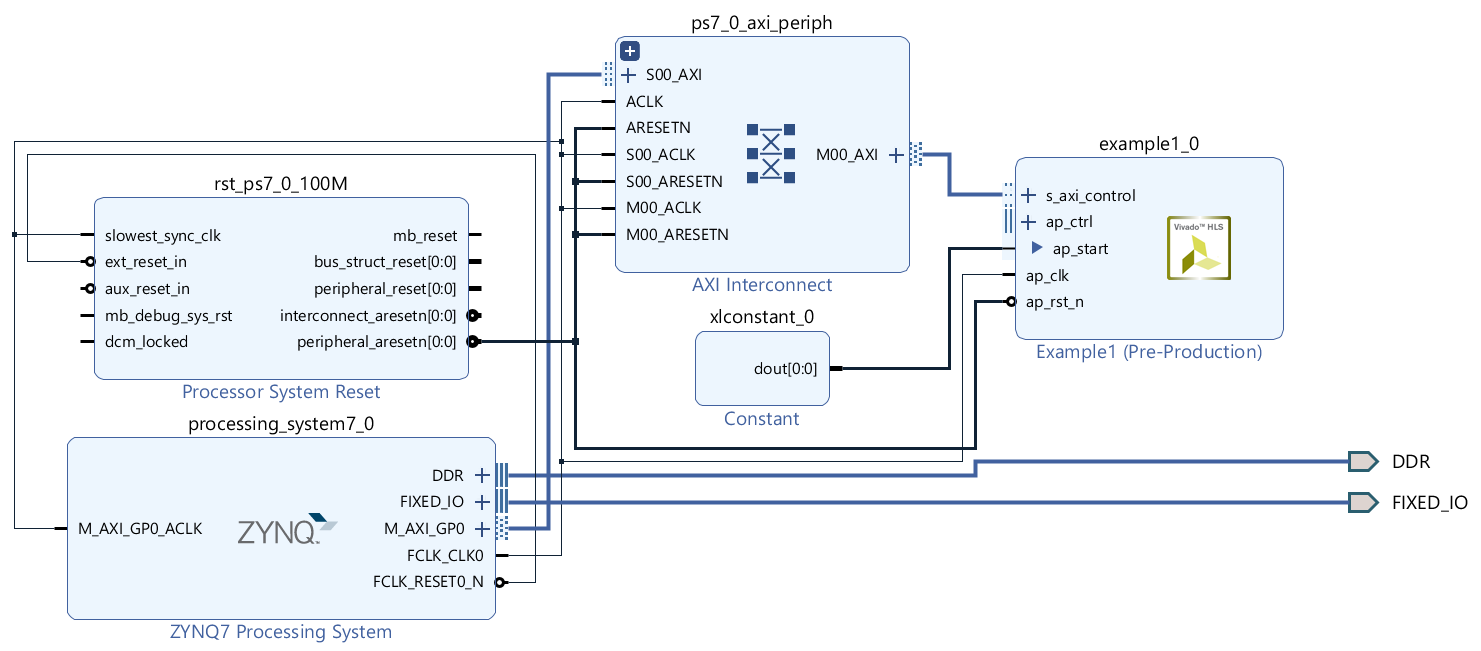 ps7_0_axi_periph
S00_AXI
ACLK
ARESETN
S00_ACLK
S00_ARESETN
M00_ACLK
M00_ARESETN
M00_AXI
AXI Interconnect
example1_0
s_axi_control
ap_ctrl
ap_start
ap_clk
ap_rst_n
Vivado™ HLS
Example1 (Pre-Production)
rst_ps7_0_100M
slowest_sync_clk
ext_reset_in
aux_reset_in
mb_debug_sys_rst
dcm_locked
mb_reset
bus_struct_reset[0:0]
peripheral_reset[0:0]
interconnect_aresetn[0:0]
peripheral_aresetn[0:0]
Processor System Reset
xlconstant_0
dout[0:0]
Constant
processing_system7_0
M_AXI_GP0_ACLK
ZYNQ™
DDR
FIXED_IO
M_AXI_GP0
FCLK_CLK0
FCLK_RESET0_N
ZYNQ7 Processing System
DDR
FIXED_IO